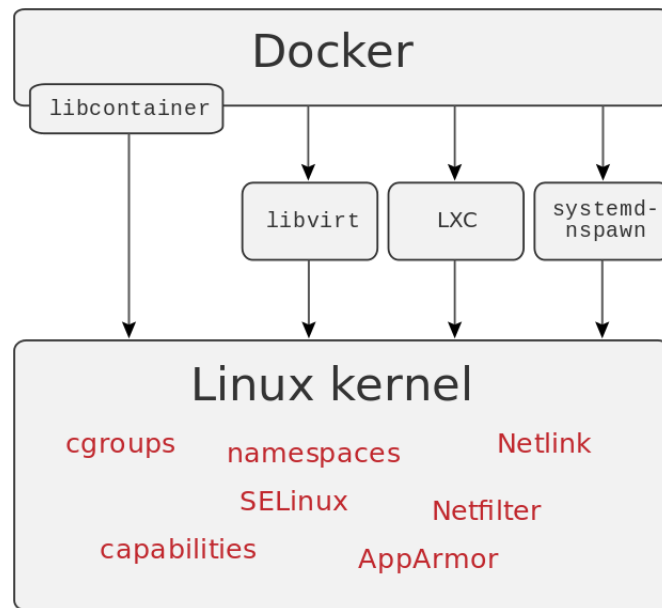 Docker
libcontainer
libvirt
LXC
systemd-
nspawn
Linux kernel
cgroups
namespaces
Netlink
SELinux
Netfilter
capabilities
AppArmor